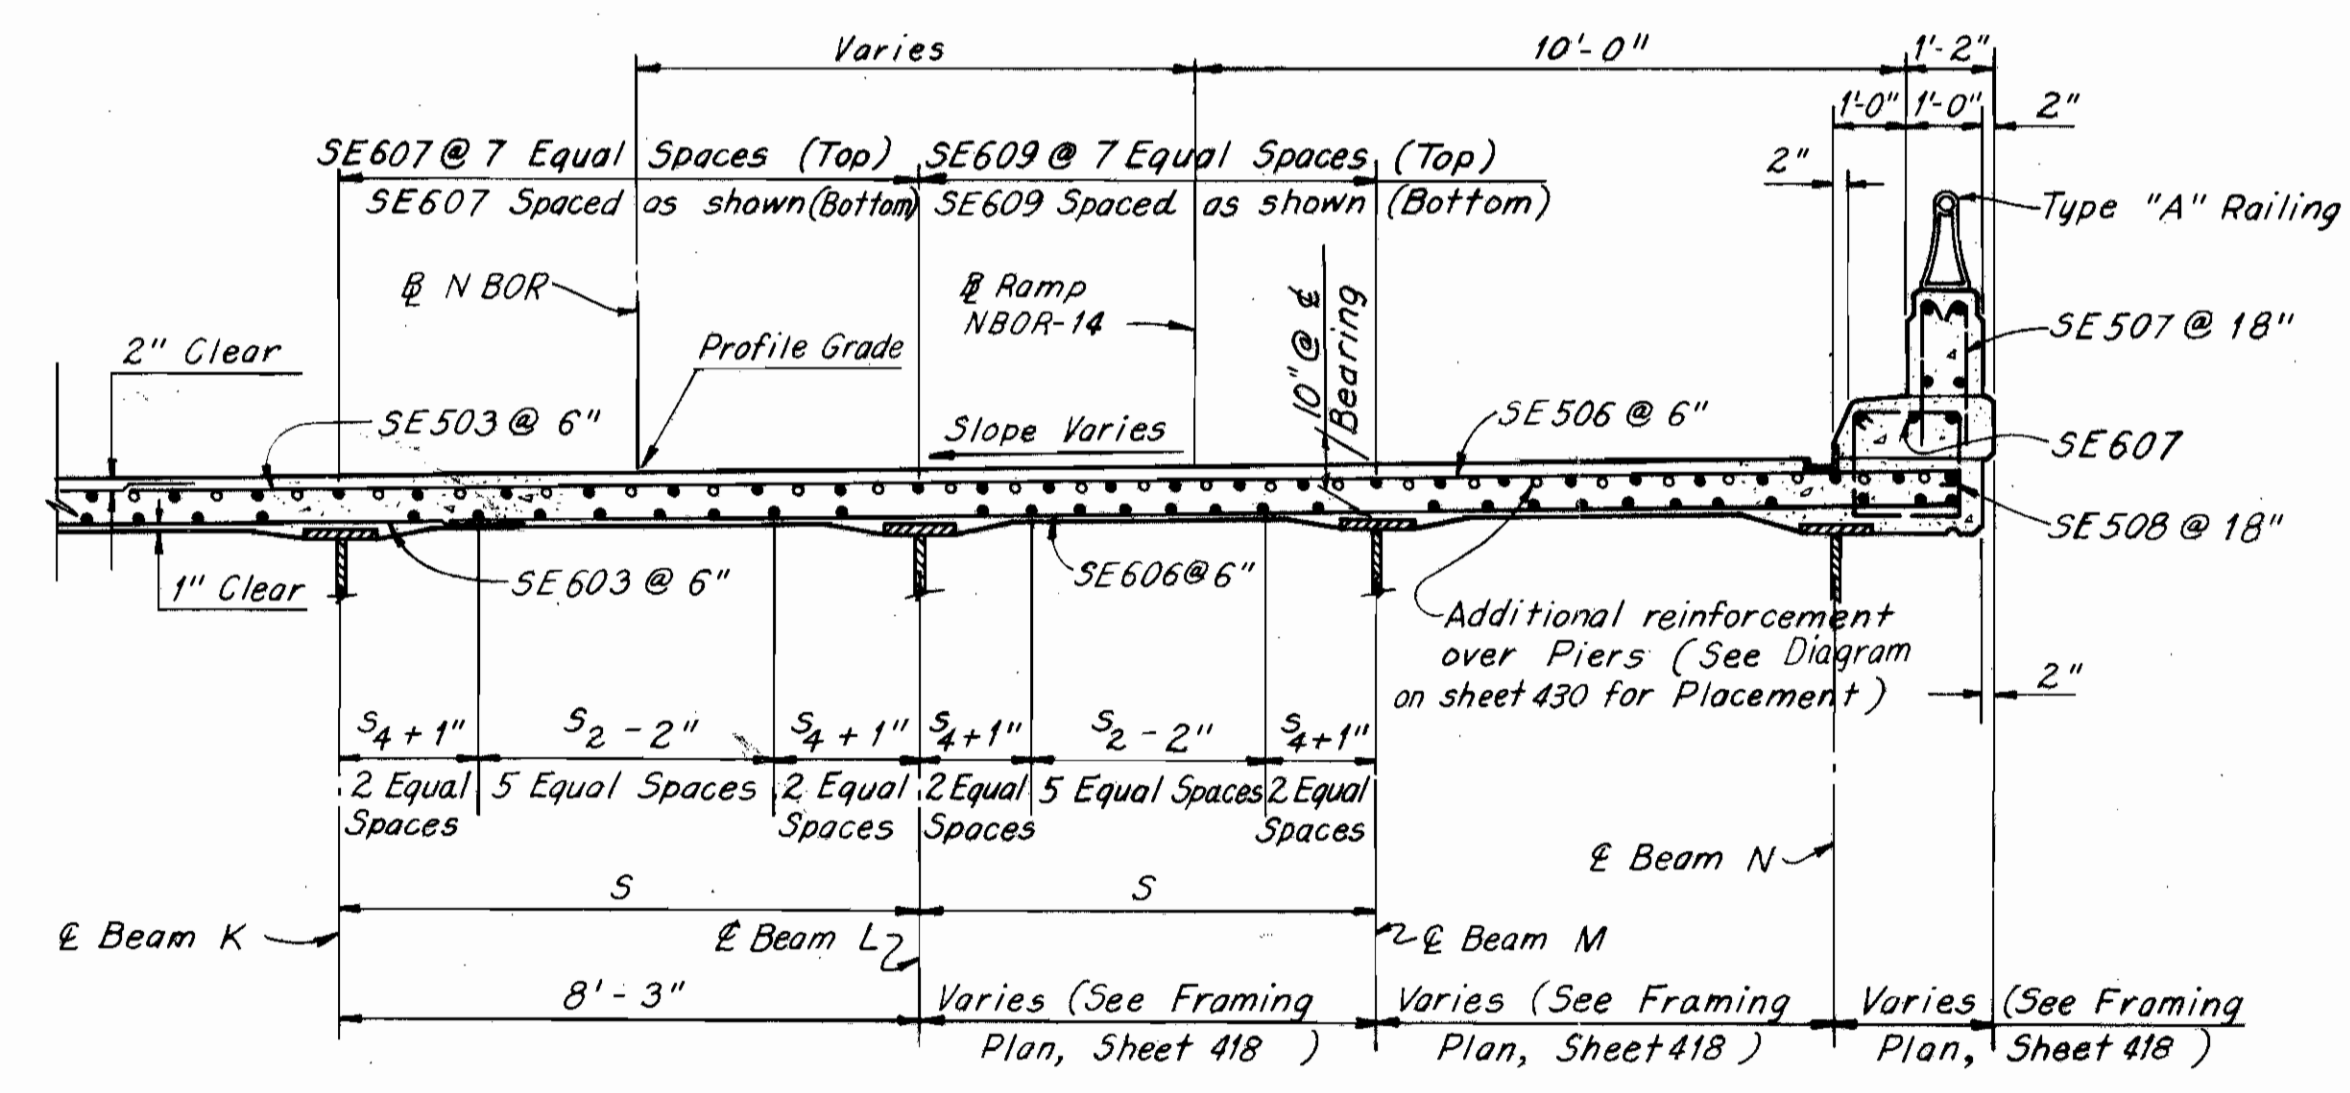 Varies
10'-0"
1'-2"
1'-0"
1'-0"
2"
2"
SE607 @ 7 Equal Spaces (Top)
SE607 Spaced as shown (Bottom)
SE609 @ 7 Equal Spaces (Top)
SE609 Spaced as shown (Bottom)
Type "A" Railing
℄ N BOR
℄ Ramp
NBOR-14
10" @ ℄
Bearing
SE507 @ 18"
2" Clear
Profile Grade
SE503 @ 6"
Slope Varies
SE506 @ 6"
SE607
SE508 @ 18"
1" Clear
SE603 @ 6"
SE606 @ 6"
Additional reinforcement
over Piers (See Diagram
on sheet 430 for Placement)
2"
S/4 + 1"
S/2 - 2"
S/4 + 1"
S/4 + 1"
S/2 - 2"
S/4 + 1"
2 Equal
Spaces
5 Equal Spaces
2 Equal
Spaces
2 Equal
Spaces
5 Equal Spaces
2 Equal
Spaces
℄ Beam N
S
S
℄ Beam K
℄ Beam L
℄ Beam M
8'-3"
Varies (See Framing
Plan, Sheet 418 )
Varies (See Framing
Plan, Sheet 418 )
Varies (See Framing
Plan, Sheet 418 )